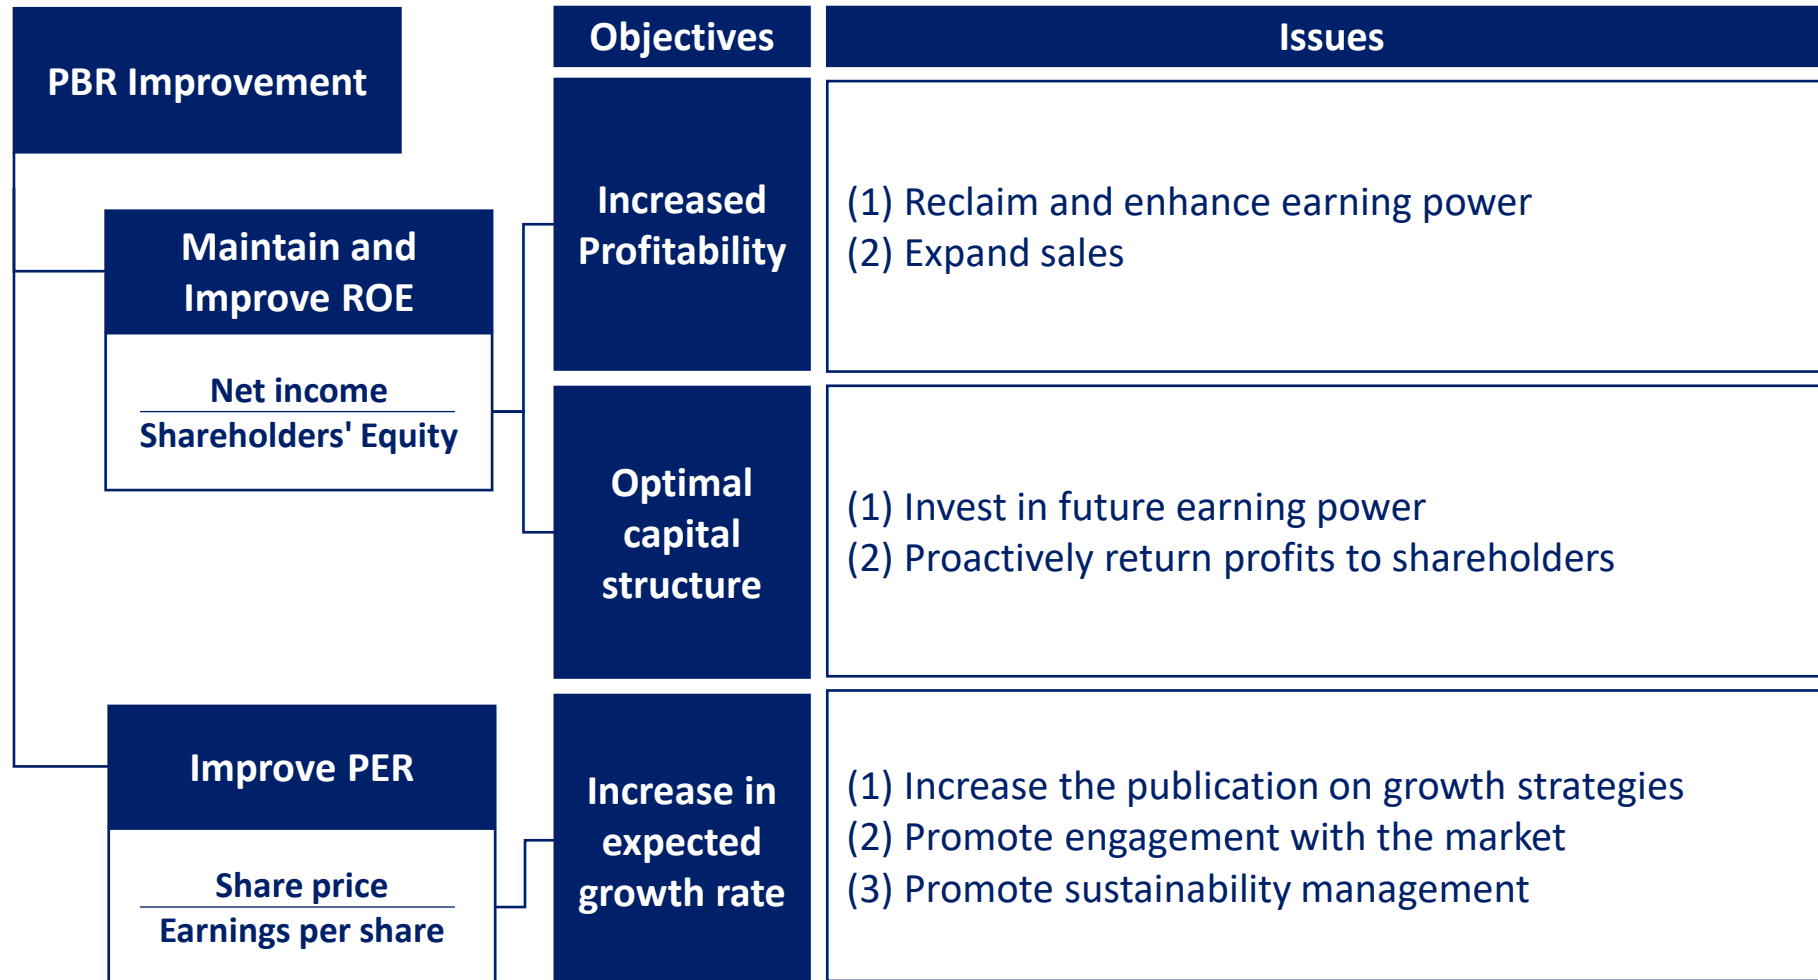 PBR Improvement
Objectives
Issues
Maintain and
Improve ROE
Net income
Shareholders' Equity
Increased
Profitability
(1) Reclaim and enhance earning power
(2) Expand sales
Optimal
capital
structure
(1) Invest in future earning power
(2) Proactively return profits to shareholders
Improve PER
Share price
Earnings per share
Increase in
expected
growth rate
(1) Increase the publication on growth strategies
(2) Promote engagement with the market
(3) Promote sustainability management